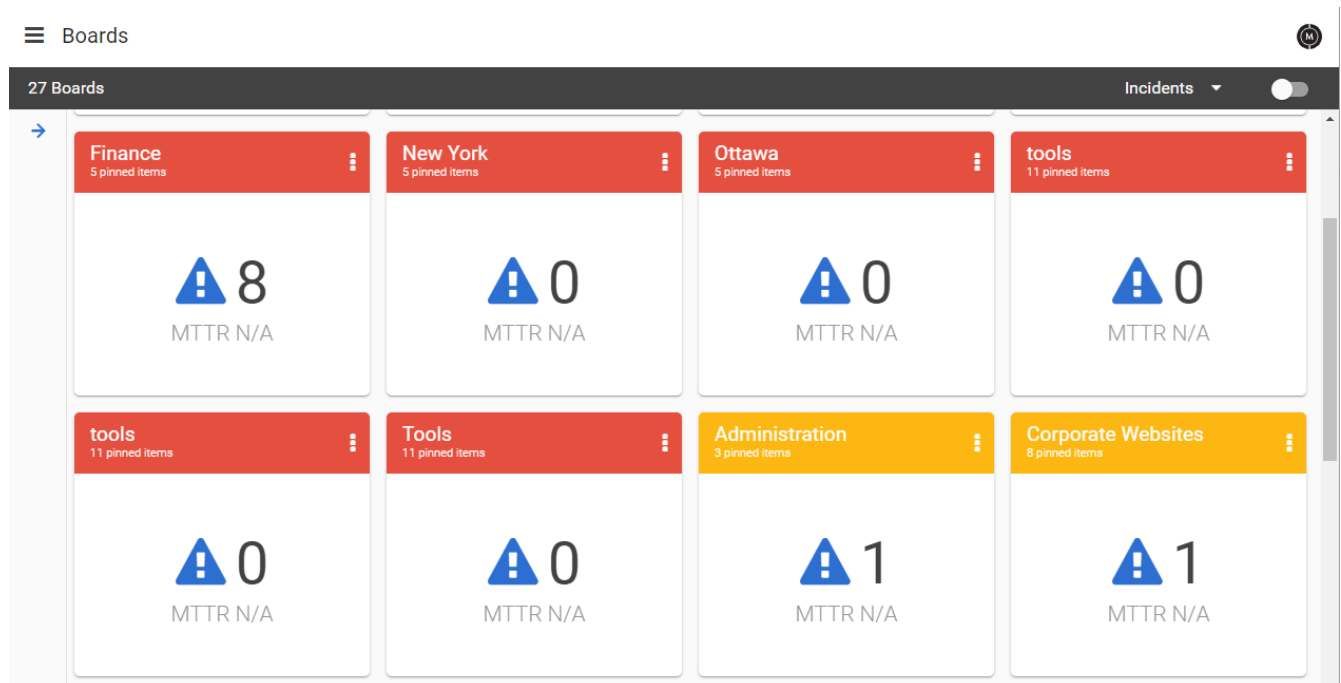 Boards
M
27 Boards
Incidents
Finance
5 pinned items
New York
5 pinned items
Ottawa
5 pinned items
tools
11 pinned items
8
MTTR N/A
0
MTTR N/A
0
MTTR N/A
0
MTTR N/A
tools
11 pinned items
Tools
11 pinned items
Administration
3 pinned items
Corporate Websites
8 pinned items
0
MTTR N/A
0
MTTR N/A
1
MTTR N/A
1
MTTR N/A